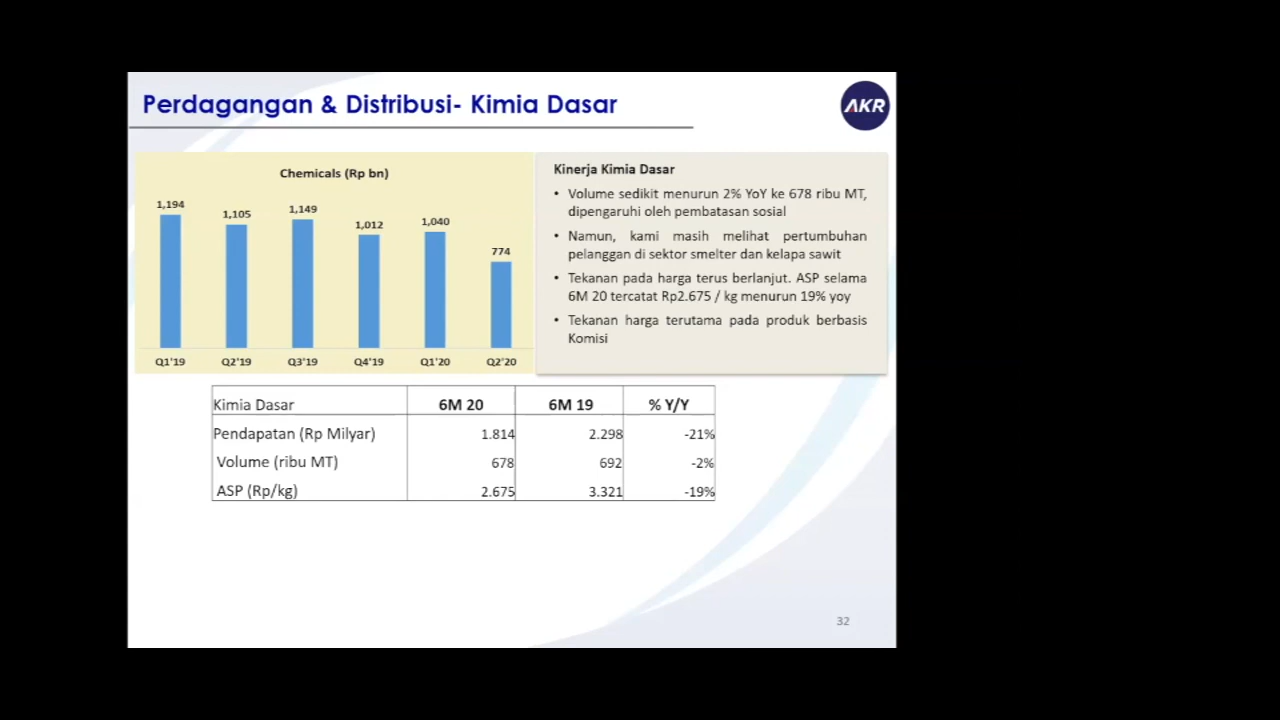 Perdagangan & Distribusi- Kimia Dasar
AKR
Chemicals (Rp bn)
1,194
1,105
1,149
1,012
1,040
774
Q1'19 Q2'19 Q3'19 Q4'19 Q1'20 Q2'20
Kinerja Kimia Dasar
• Volume sedikit menurun 2% YoY ke 678 ribu MT,
dipengaruhi oleh pembatasan sosial
• Namun, kami masih melihat pertumbuhan
pelanggan di sektor smelter dan kelapa sawit
• Tekanan pada harga terus berlanjut. ASP selama
6M 20 tercatat Rp2.675 / kg menurun 19% yoy
• Tekanan harga terutama pada produk berbasis
Komisi
Kimia Dasar 6M 20 6M 19 % Y/Y
Pendapatan (Rp Milyar) 1.814 2.298 -21%
Volume (ribu MT) 678 692 -2%
ASP (Rp/kg) 2.675 3.321 -19%
32